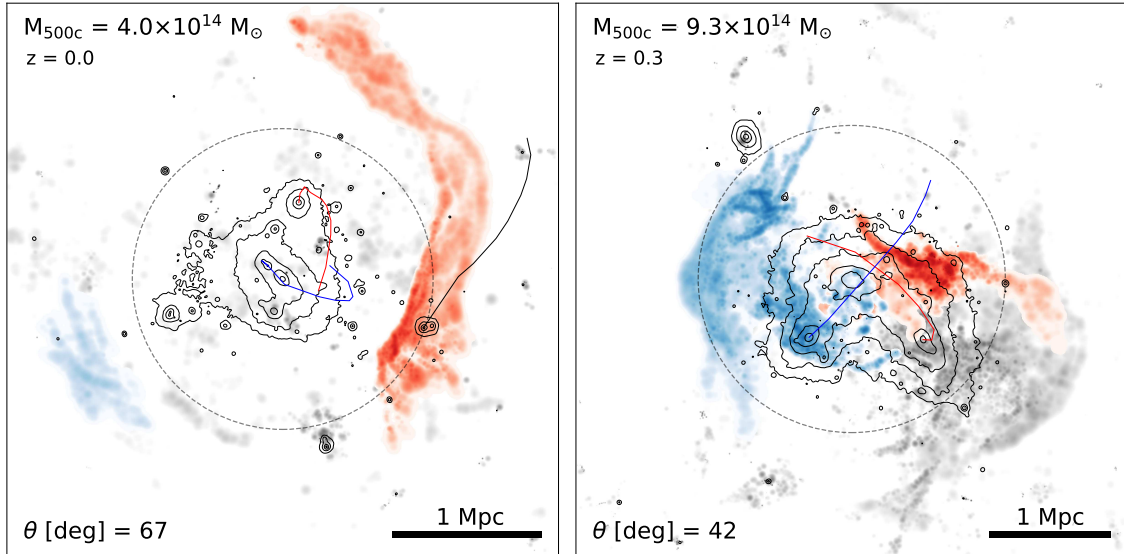 M500c = 4.0×10^14 M⊙
z = 0.0
θ [deg] = 67
1 Mpc
M500c = 9.3×10^14 M⊙
z = 0.3
θ [deg] = 42
1 Mpc